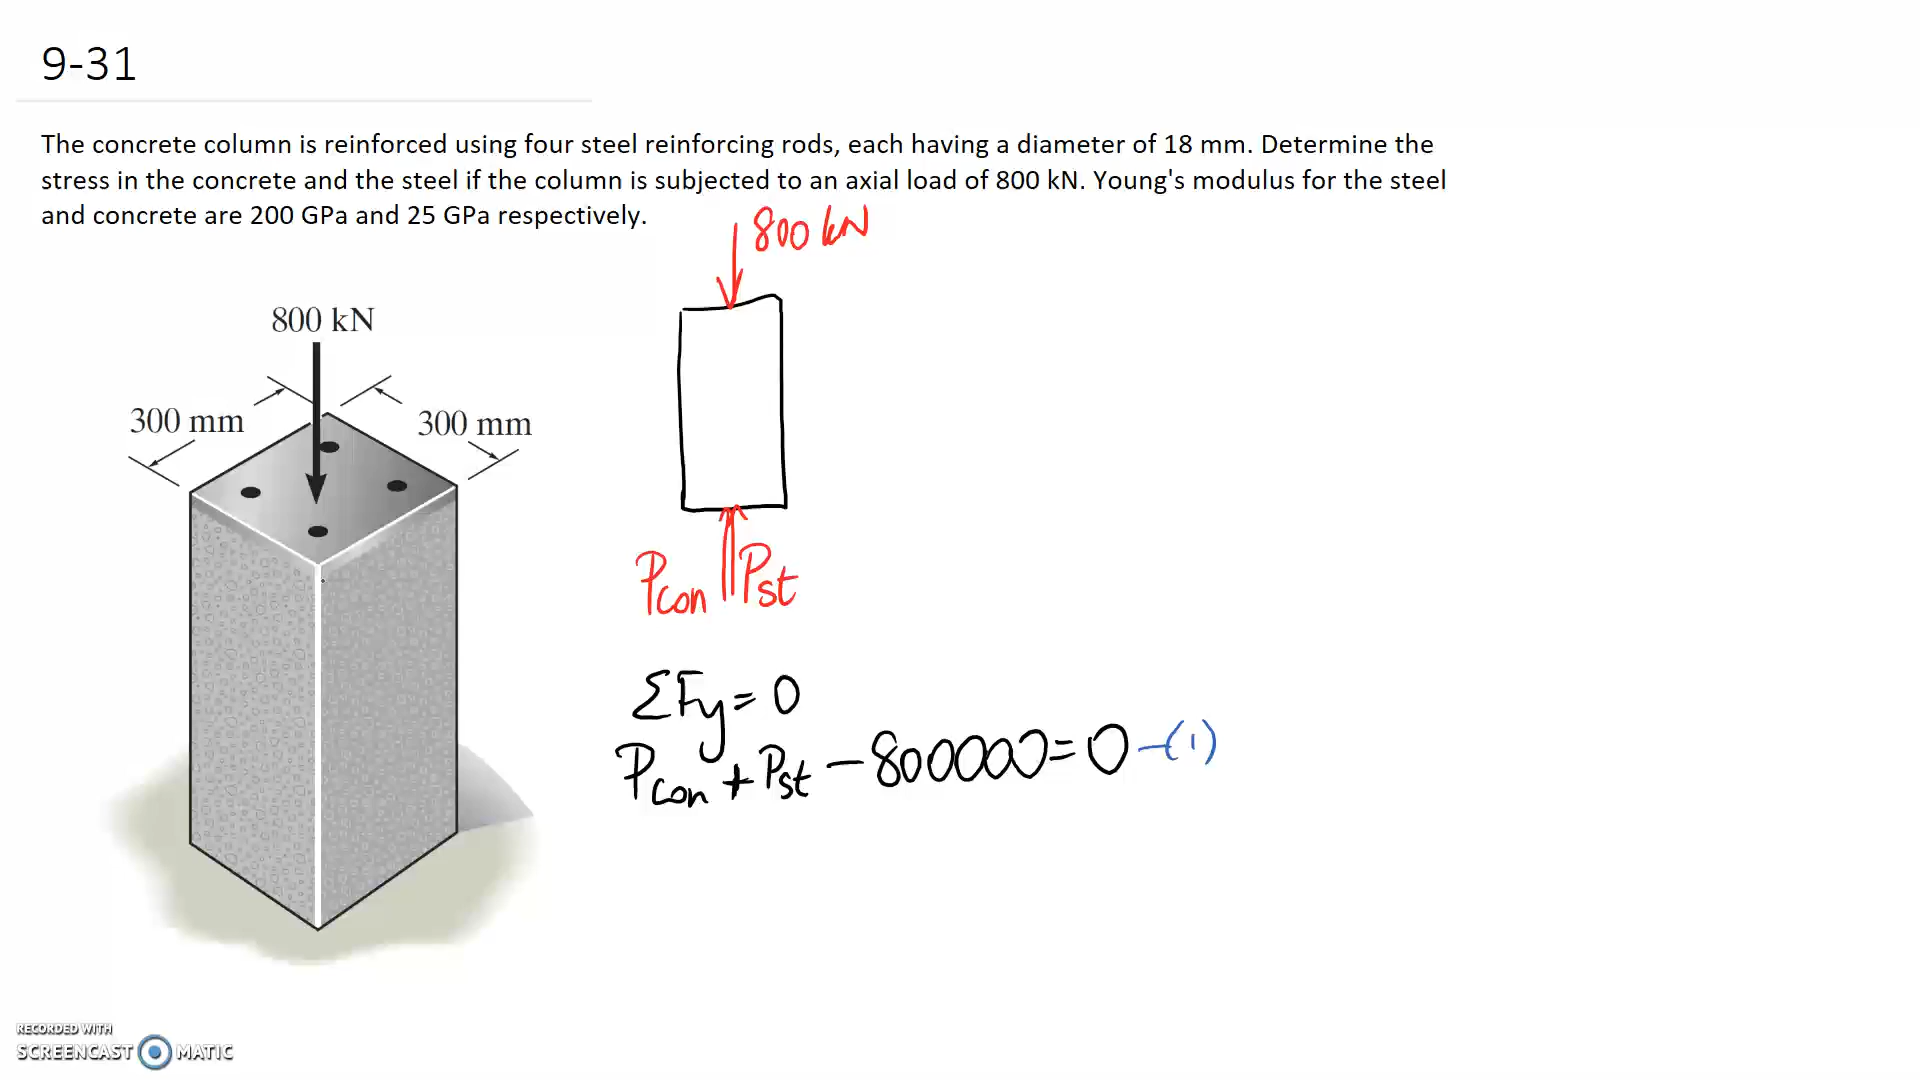 9-31
The concrete column is reinforced using four steel reinforcing rods, each having a diameter of 18 mm. Determine the
stress in the concrete and the steel if the column is subjected to an axial load of 800 kN. Young's modulus for the steel
and concrete are 200 GPa and 25 GPa respectively.
800 kN
800 kN
300 mm
300 mm
Pcon Pst
ΣFy = 0
Pcon + Pst - 800000 = 0 -(1)
RECORDED WITH
SCREENCAST MATIC